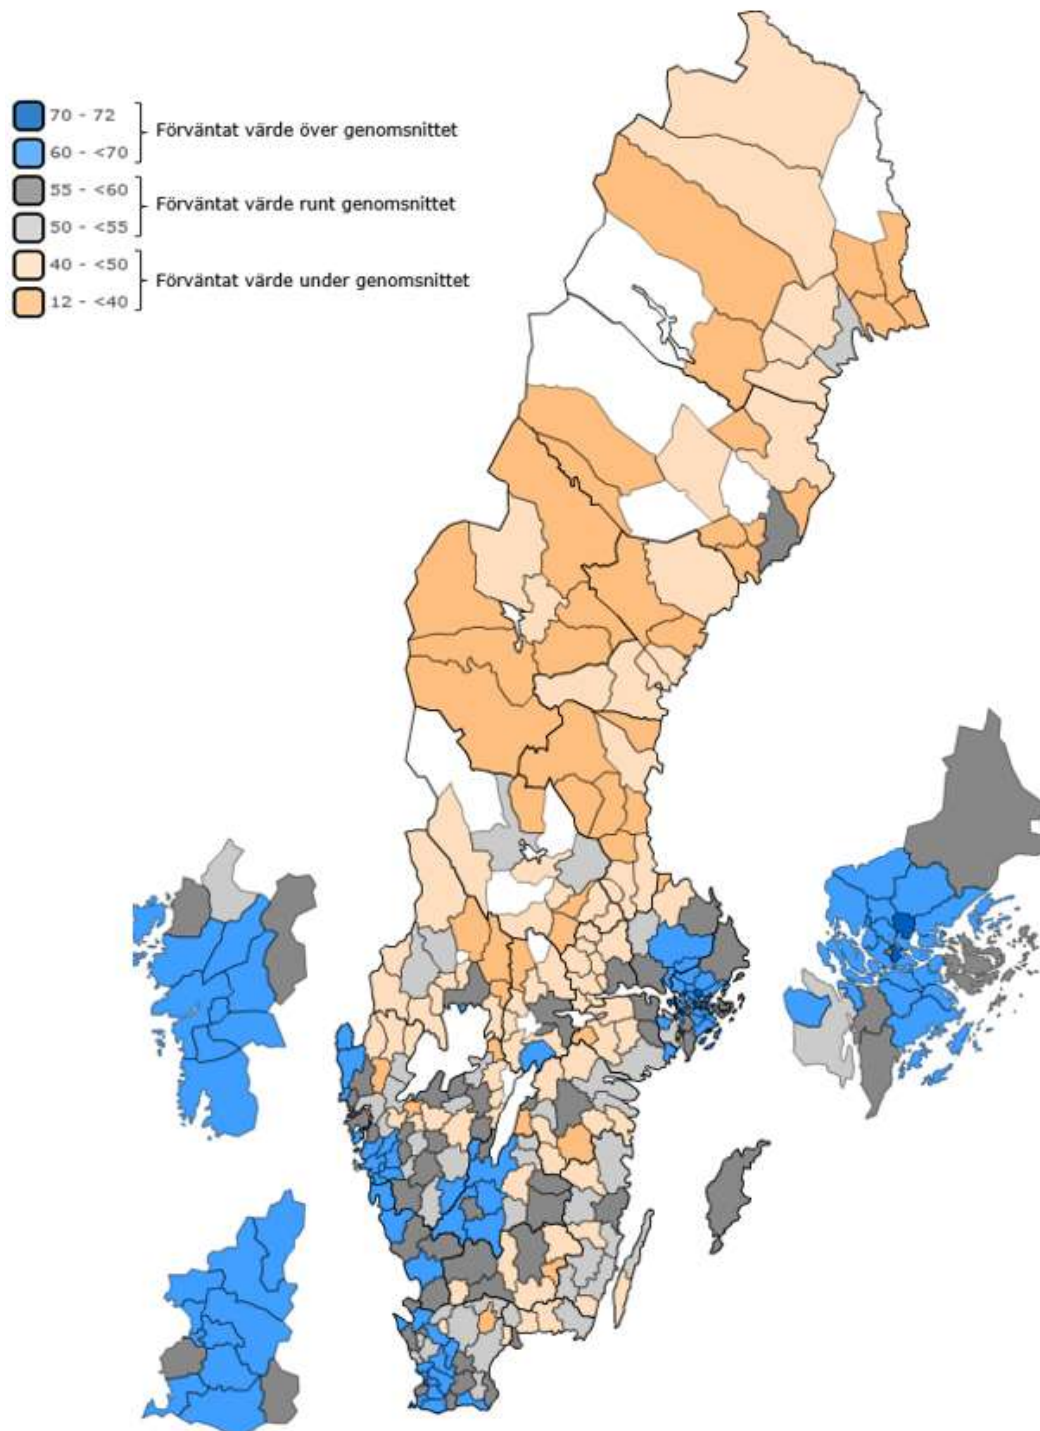 70 - 72
60 - <70
Förväntat värde över genomsnittet
55 - <60
50 - <55
Förväntat värde runt genomsnittet
40 - <50
12 - <40
Förväntat värde under genomsnittet